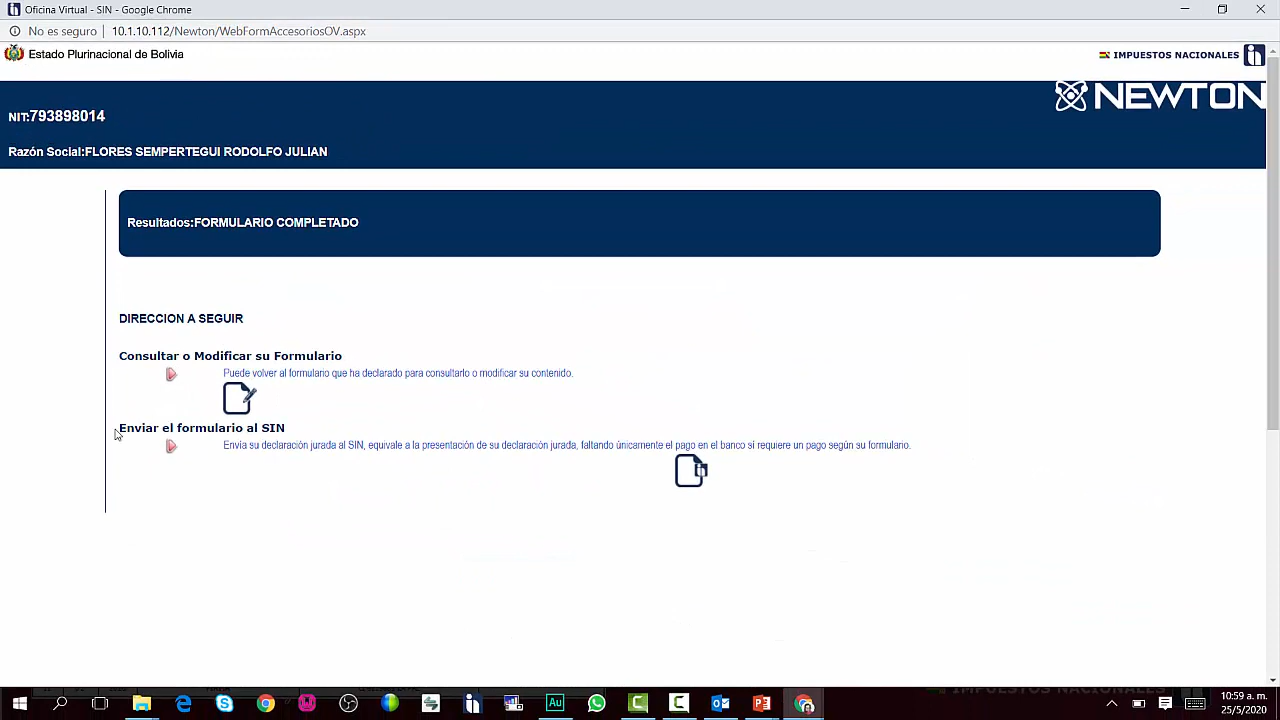 Oficina Virtual - SIN - Google Chrome
No es seguro | 10.1.10.112/Newton/WebFormAccesoriosOV.aspx
Estado Plurinacional de Bolivia
IMPUESTOS NACIONALES
NEWTON
NIT:793898014
Razón Social:FLORES SEMPERTEGUI RODOLFO JULIAN
Resultados:FORMULARIO COMPLETADO
DIRECCION A SEGUIR
Consultar o Modificar su Formulario
Puede volver al formulario que ha declarado para consultarlo o modificar su contenido.
Enviar el formulario al SIN
Envia su declaración jurada al SIN, equivale a la presentación de su declaración jurada, faltando únicamente el pago en el banco si requiere un pago según su formulario.
IMPUESTOS NACIONALES
10:59 a.m.
25/5/2020